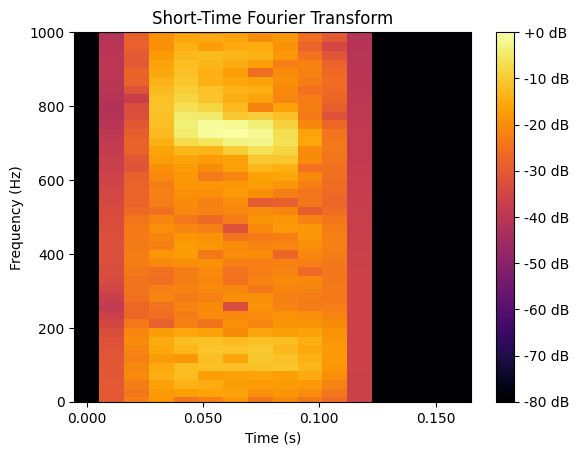 Short-Time Fourier Transform
Frequency (Hz)
1000
800
600
400
200
0
0.000
0.050
0.100
0.150
Time (s)
+0 dB
-10 dB
-20 dB
-30 dB
-40 dB
-50 dB
-60 dB
-70 dB
-80 dB